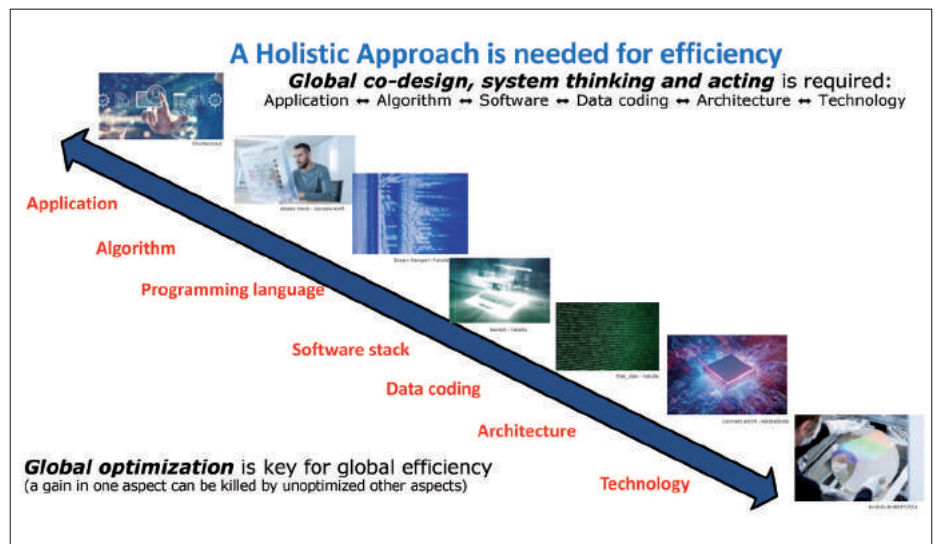 A Holistic Approach is needed for efficiency
Global co-design, system thinking and acting is required:
Application ↔ Algorithm ↔ Software ↔ Data coding ↔ Architecture ↔ Technology
Shutterstock
Application
Algorithm
Programming language
Software stack
Data coding
Architecture
Technology
Global optimization is key for global efficiency
(a gain in one aspect can be killed by unoptimized other aspects)